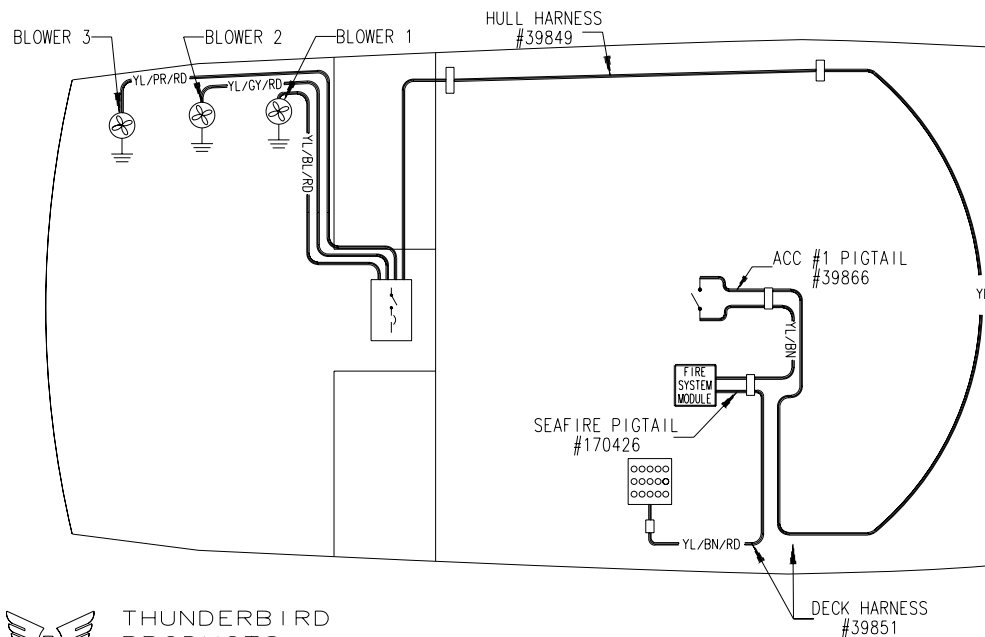 HULL HARNESS
#39849
BLOWER 3
BLOWER 2
BLOWER 1
YL/PR/RD
YL/GY/RD
YL/BL/RD
ACC #1 PIGTAIL
#39866
YL/BN
FIRE
SYSTEM
MODULE
SEAFIRE PIGTAIL
#170426
YL/BN/RD
DECK HARNESS
#39851
THUNDERBIRD